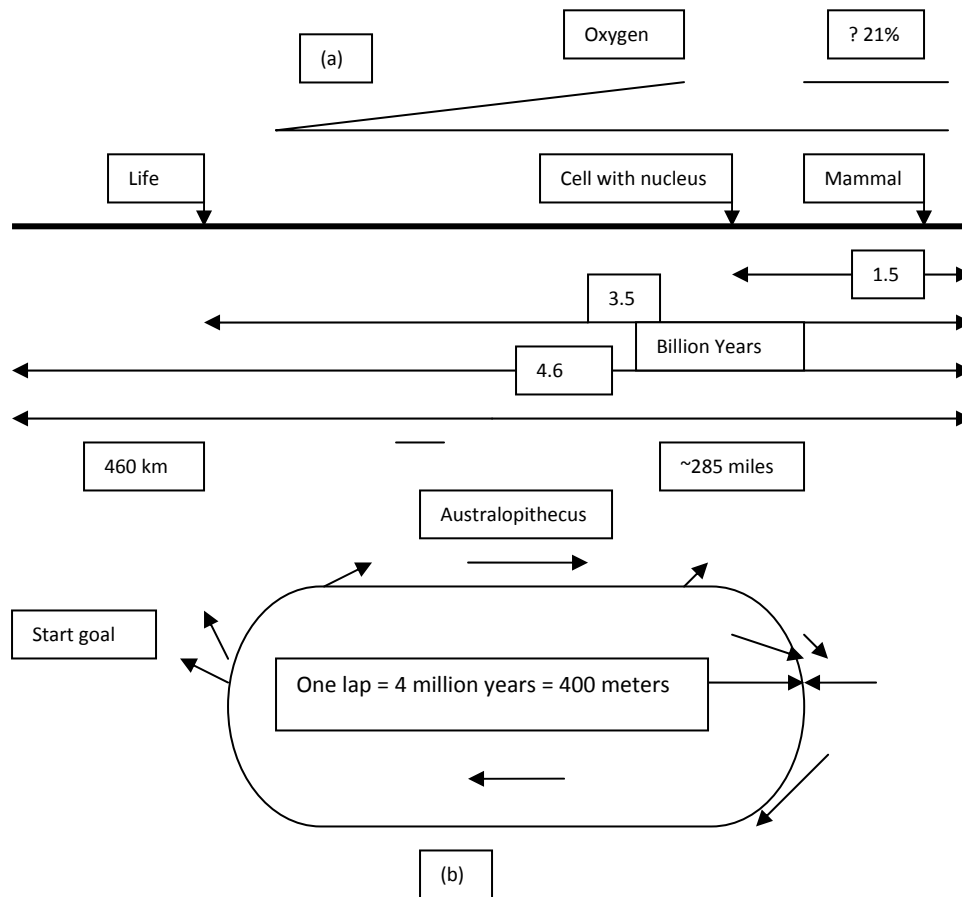 Oxygen
? 21%
(a)
Life
Cell with nucleus
Mammal
1.5
3.5
Billion Years
4.6
460 km
~285 miles
Australopithecus
Start goal
One lap = 4 million years = 400 meters
(b)